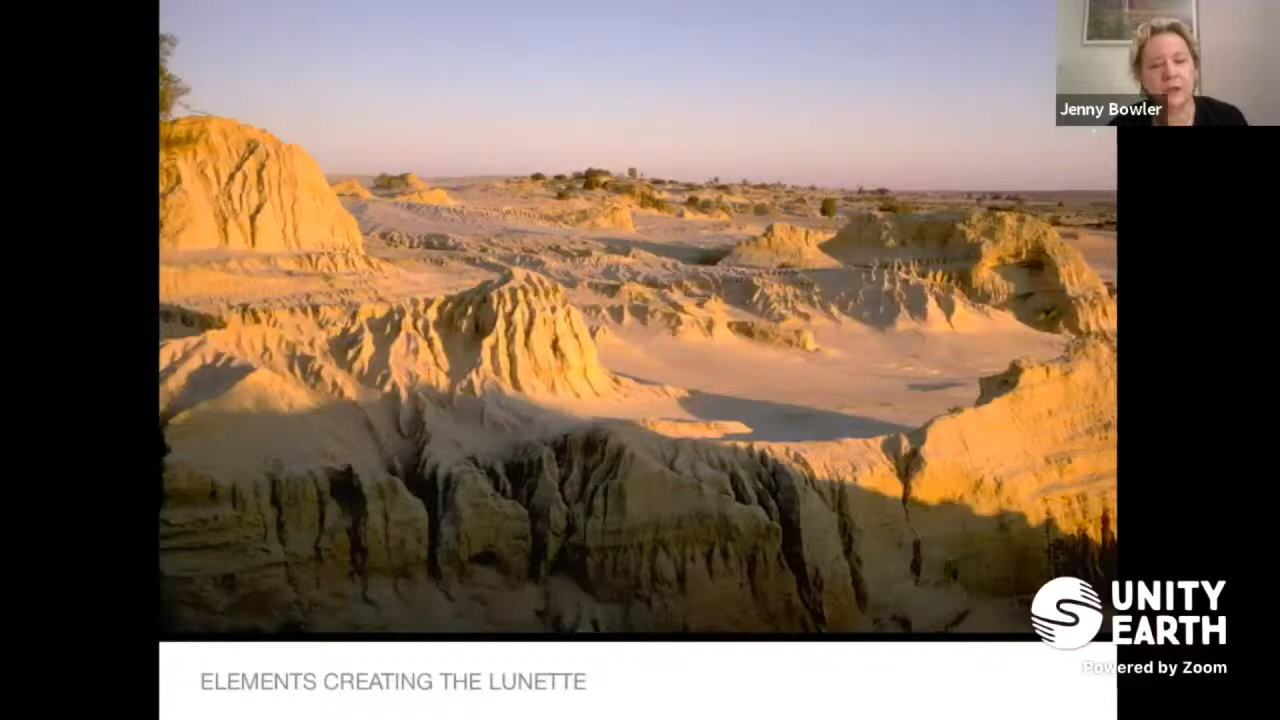 Jenny Bowler
UNITY
EARTH
Powered by Zoom
ELEMENTS CREATING THE LUNETTE